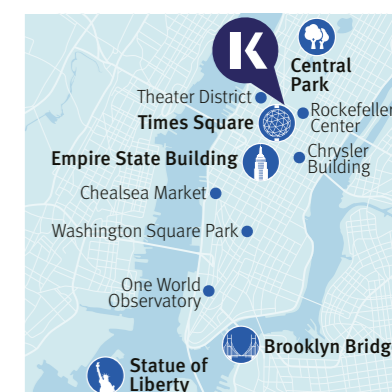 K
Central
Park
Theater District
Times Square
Rockefeller
Center
Empire State Building
Chrysler
Building
Chealsea Market
Washington Square Park
One World
Observatory
Brooklyn Bridg
Statue of
Liberty